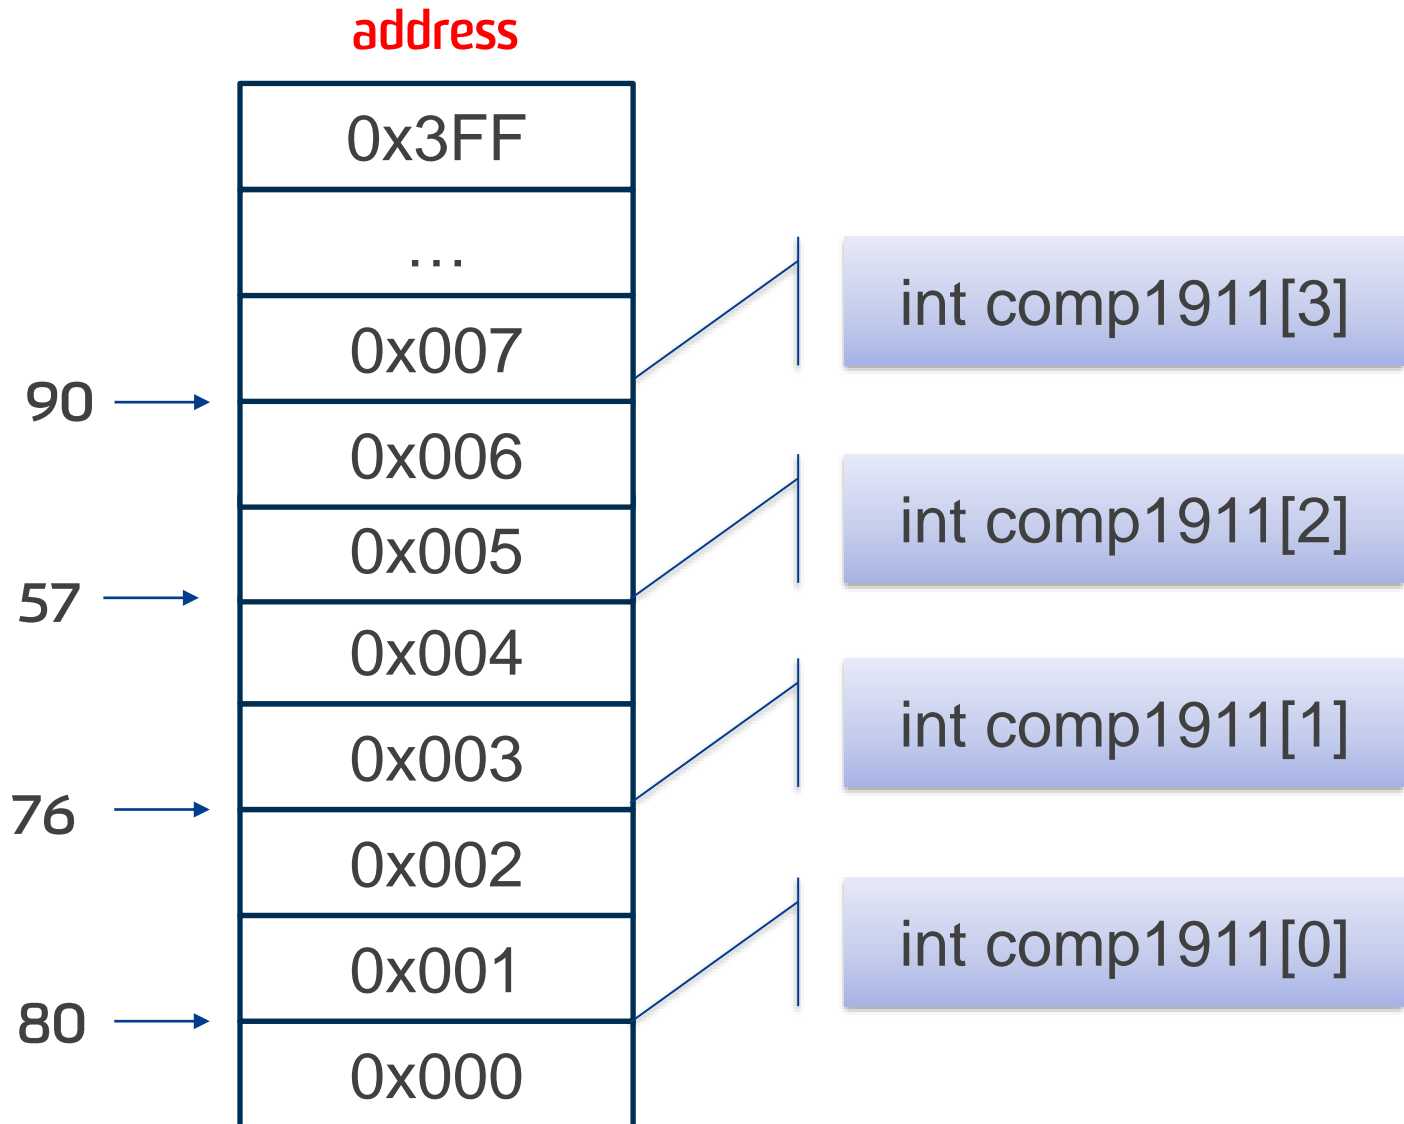 address
0x3FF
…
int comp1911[3]
0x007
90
0x006
int comp1911[2]
0x005
57
0x004
int comp1911[1]
0x003
76
0x002
int comp1911[0]
0x001
80
0x000